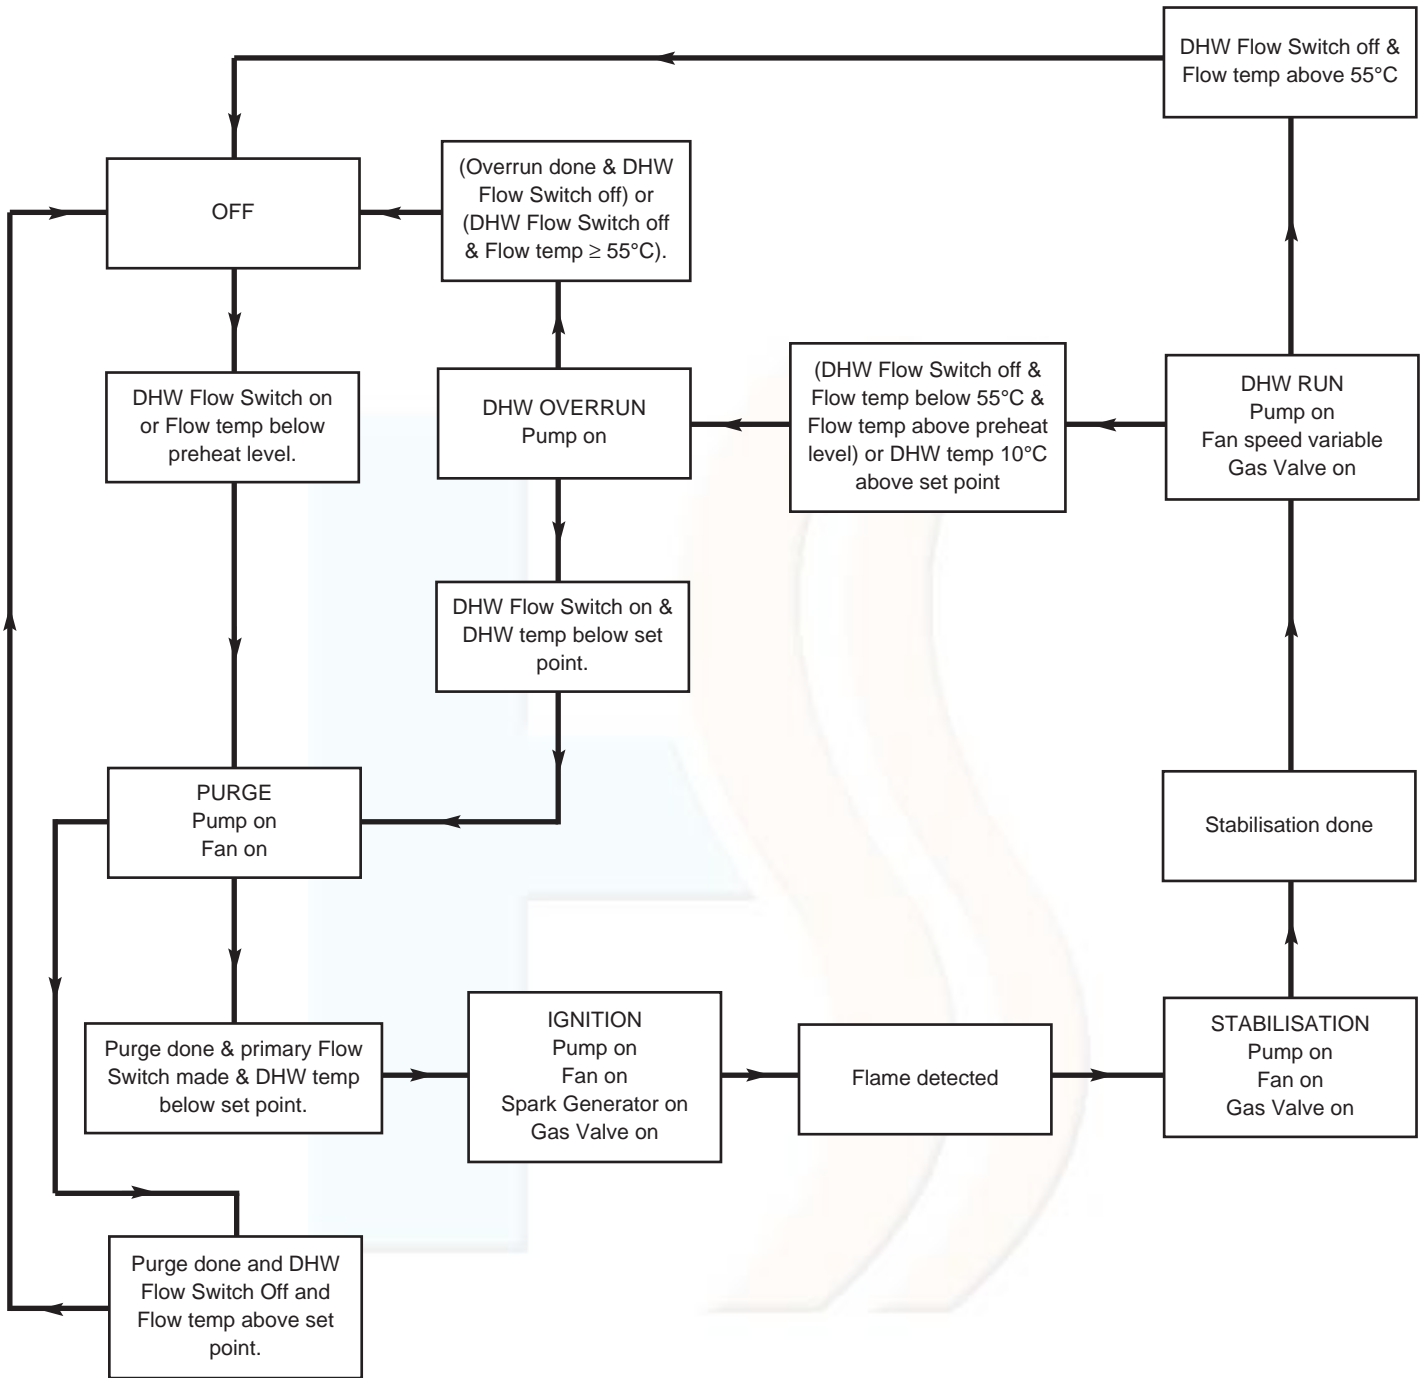 DHW Flow Switch off &
Flow temp above 55°C
OFF
(Overrun done & DHW
Flow Switch off) or
(DHW Flow Switch off
& Flow temp ≥ 55°C).
DHW Flow Switch on
or Flow temp below
preheat level.
DHW OVERRUN
Pump on
(DHW Flow Switch off &
Flow temp below 55°C &
Flow temp above preheat
level) or DHW temp 10°C
above set point
DHW RUN
Pump on
Fan speed variable
Gas Valve on
DHW Flow Switch on &
DHW temp below set
point.
PURGE
Pump on
Fan on
Stabilisation done
Purge done & primary Flow
Switch made & DHW temp
below set point.
IGNITION
Pump on
Fan on
Spark Generator on
Gas Valve on
Flame detected
STABILISATION
Pump on
Fan on
Gas Valve on
Purge done and DHW
Flow Switch Off and
Flow temp above set
point.